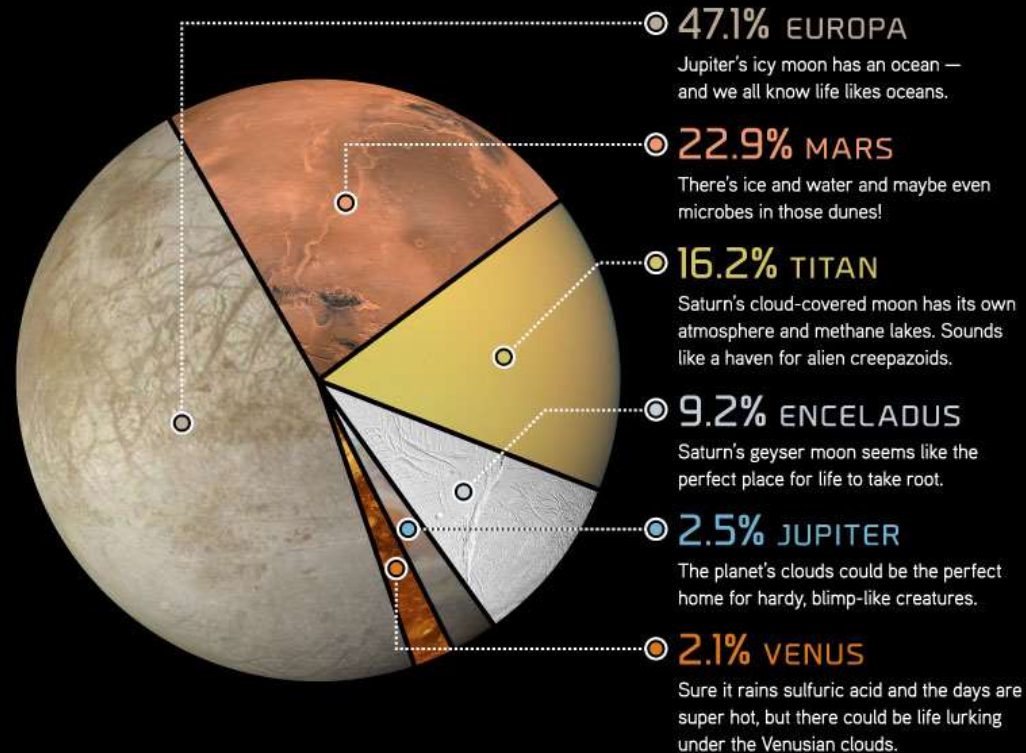 47.1% EUROPA
Jupiter's icy moon has an ocean —
and we all know life likes oceans.
22.9% MARS
There's ice and water and maybe even
microbes in those dunes!
16.2% TITAN
Saturn's cloud-covered moon has its own
atmosphere and methane lakes. Sounds
like a haven for alien creepazoids.
9.2% ENCELADUS
Saturn's geyser moon seems like the
perfect place for life to take root.
2.5% JUPITER
The planet's clouds could be the perfect
home for hardy, blimp-like creatures.
2.1% VENUS
Sure it rains sulfuric acid and the days are
super hot, but there could be life lurking
under the Venusian clouds.